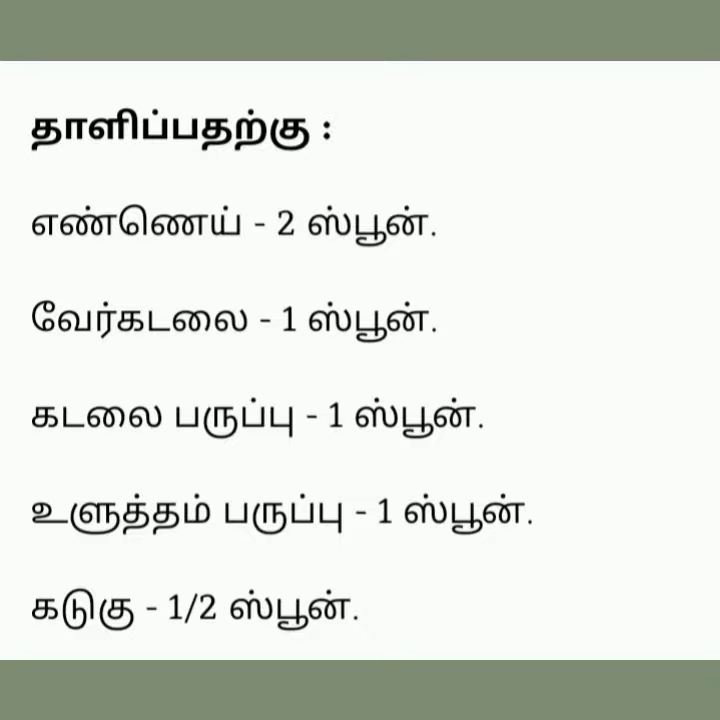 தாளிப்பதற்கு :
எண்ணெய் - 2 ஸ்பூன்.
வேர்கடலை - 1 ஸ்பூன்.
கடலை பருப்பு - 1 ஸ்பூன்.
உளுத்தம் பருப்பு - 1 ஸ்பூன்.
கடுகு - 1/2 ஸ்பூன்.